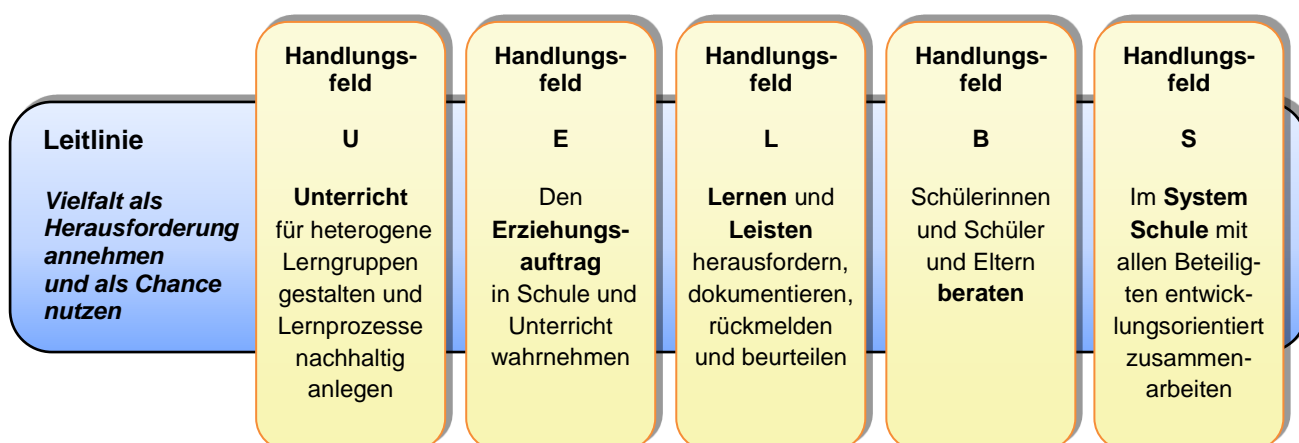 Leitlinie
Vielfalt als
Herausforderung
annehmen
und als Chance
nutzen
Handlungs-
feld
U
Unterricht
für heterogene
Lerngruppen
gestalten und
Lernprozesse
nachhaltig
anlegen
Handlungs-
feld
E
Den
Erziehungs-
auftrag
in Schule und
Unterricht
wahrnehmen
Handlungs-
feld
L
Lernen und
Leisten
herausfordern,
dokumentieren,
rückmelden
und beurteilen
Handlungs-
feld
B
Schülerinnen
und Schüler
und Eltern
beraten
Handlungs-
feld
S
Im System
Schule mit
allen Beteilig-
ten entwick-
lungsorientiert
zusammen-
arbeiten